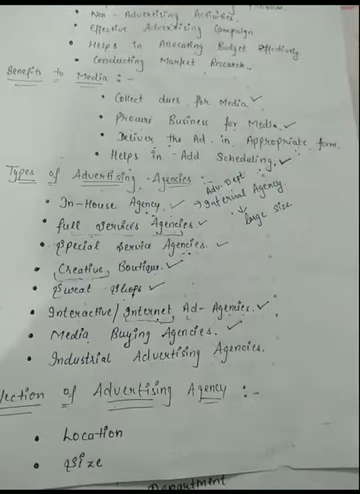 • Non-Advertising Activities.
• Effective Advertising Campaign
• Helps in Allocating Budget Effectively
• Conducting Market Research.
Benefits to Media :-
• Collect dues for Media ✓
• Procure Business for Media. ✓
• Deliver the Ad. in Appropriate form.
• Helps in Add Scheduling. ✓
Types of Advertising Agencies :-
Adv. Dept
• In-House Agency. ✓ → Internal Agency
↓ large size
• full services Agencies. ✓
• Special Service Agencies. ✓
• Creative Boutique. ✓
• Sweat Shops ✓
• Interactive/Internet Ad-Agencies. ✓
• Media Buying Agencies. ✓
• Industrial Advertising Agencies.
lection of Advertising Agency :-
• Location
• Size
Department